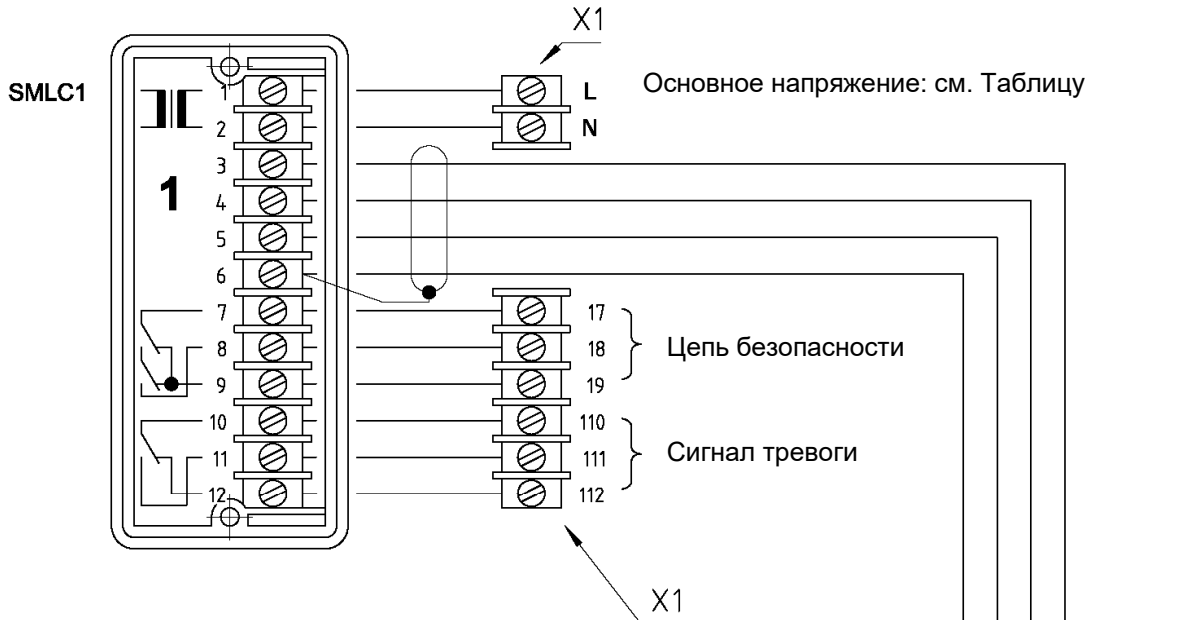 X1
SMLC1
Основное напряжение: см. Таблицу
1
L
2
N
3
1
4
5
6
7
17
8
18
Цепь безопасности
9
19
10
110
11
111
Сигнал тревоги
12
112
X1